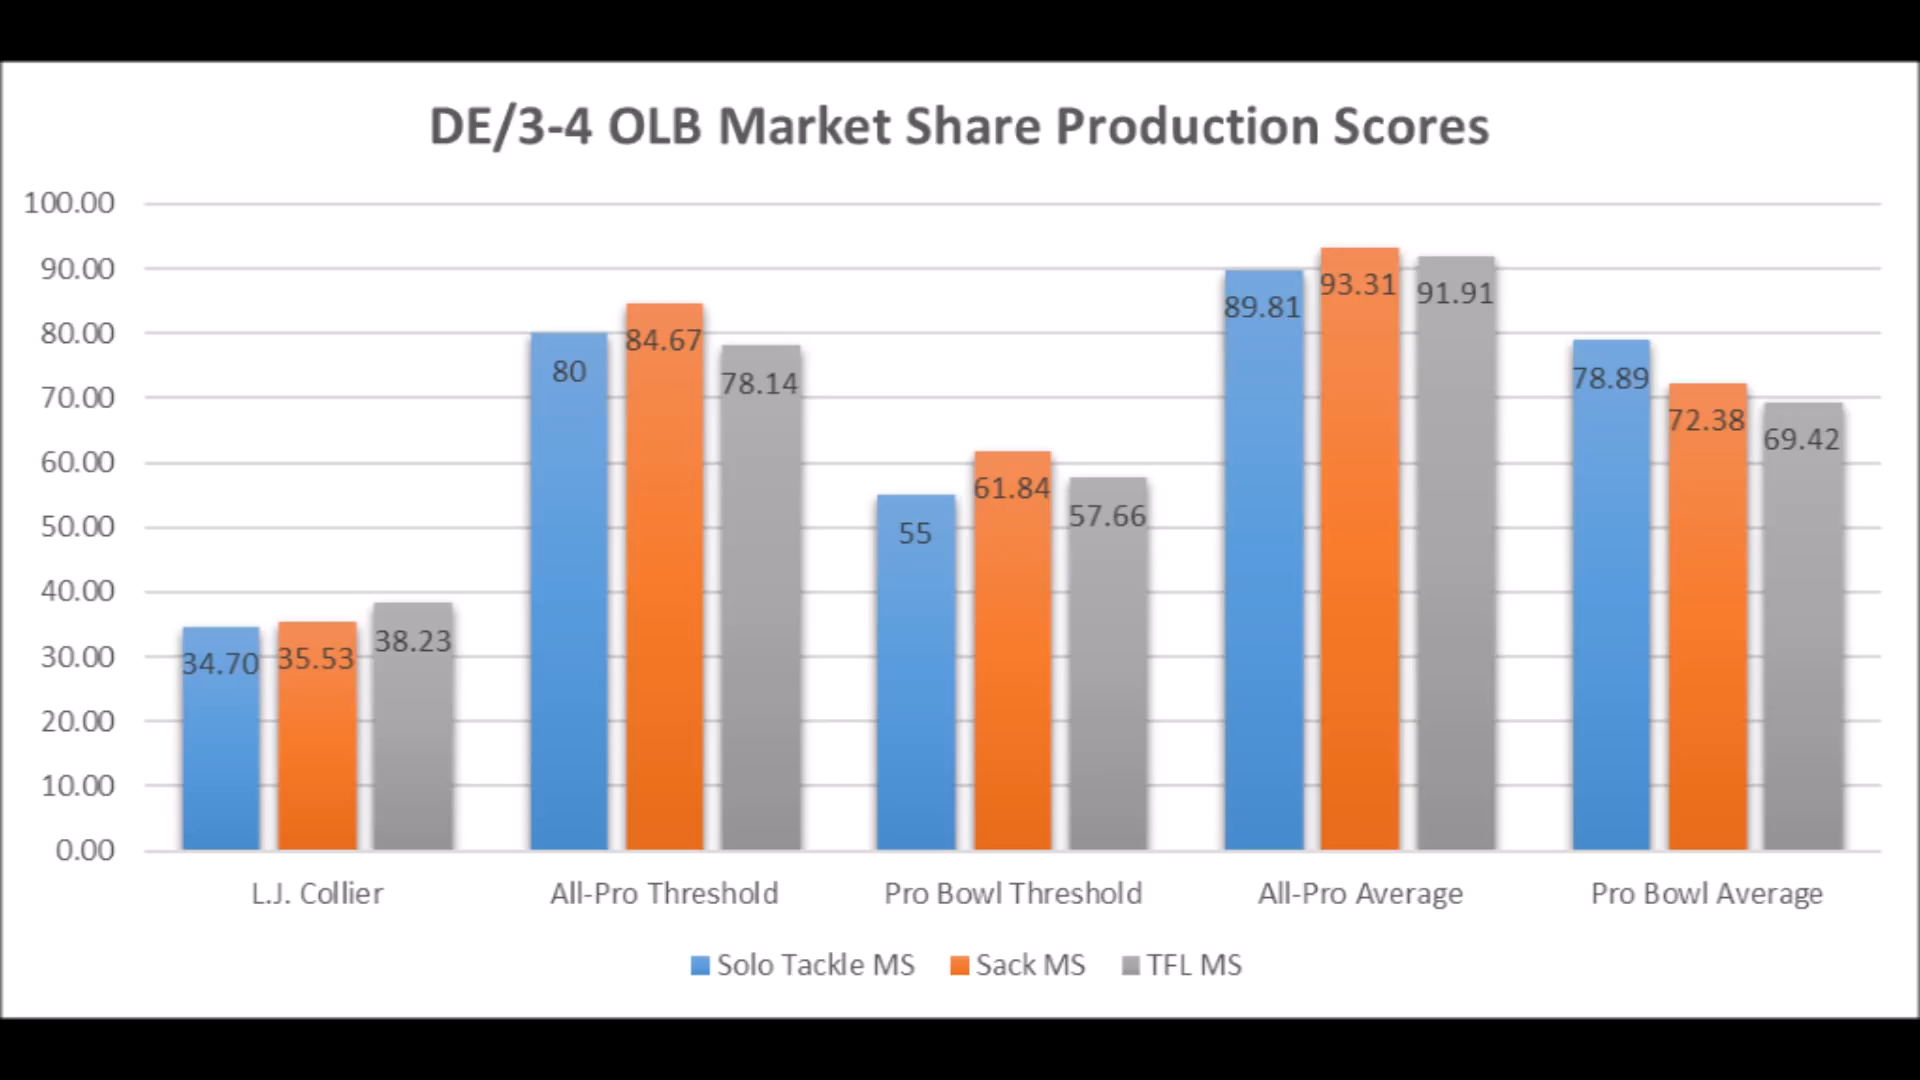 DE/3-4 OLB Market Share Production Scores
100.00
90.00
80.00
70.00
60.00
50.00
40.00
30.00
20.00
10.00
0.00
34.70 35.53 38.23
80 84.67 78.14
55 61.84 57.66
89.81 93.31 91.91
78.89 72.38 69.42
L.J. Collier All-Pro Threshold Pro Bowl Threshold All-Pro Average Pro Bowl Average
Solo Tackle MS Sack MS TFL MS